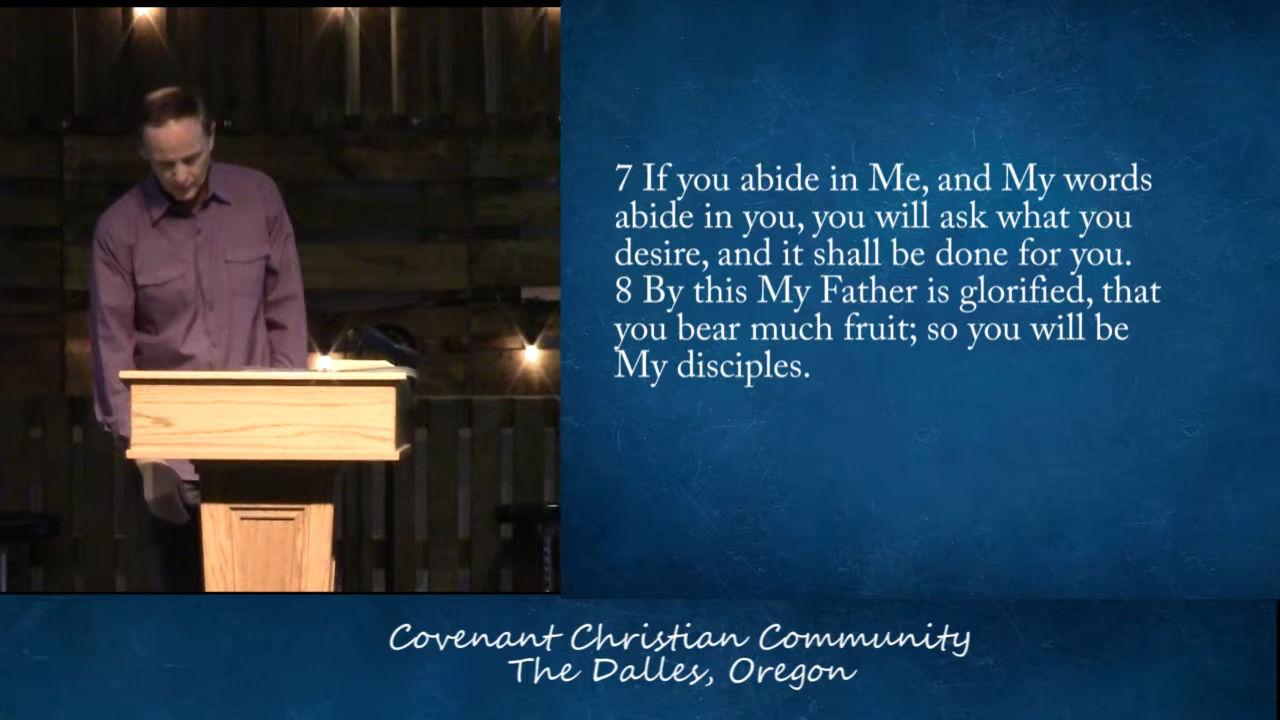 7 If you abide in Me, and My words
abide in you, you will ask what you
desire, and it shall be done for you.
8 By this My Father is glorified, that
you bear much fruit; so you will be
My disciples.
Covenant Christian Community
The Dalles, Oregon